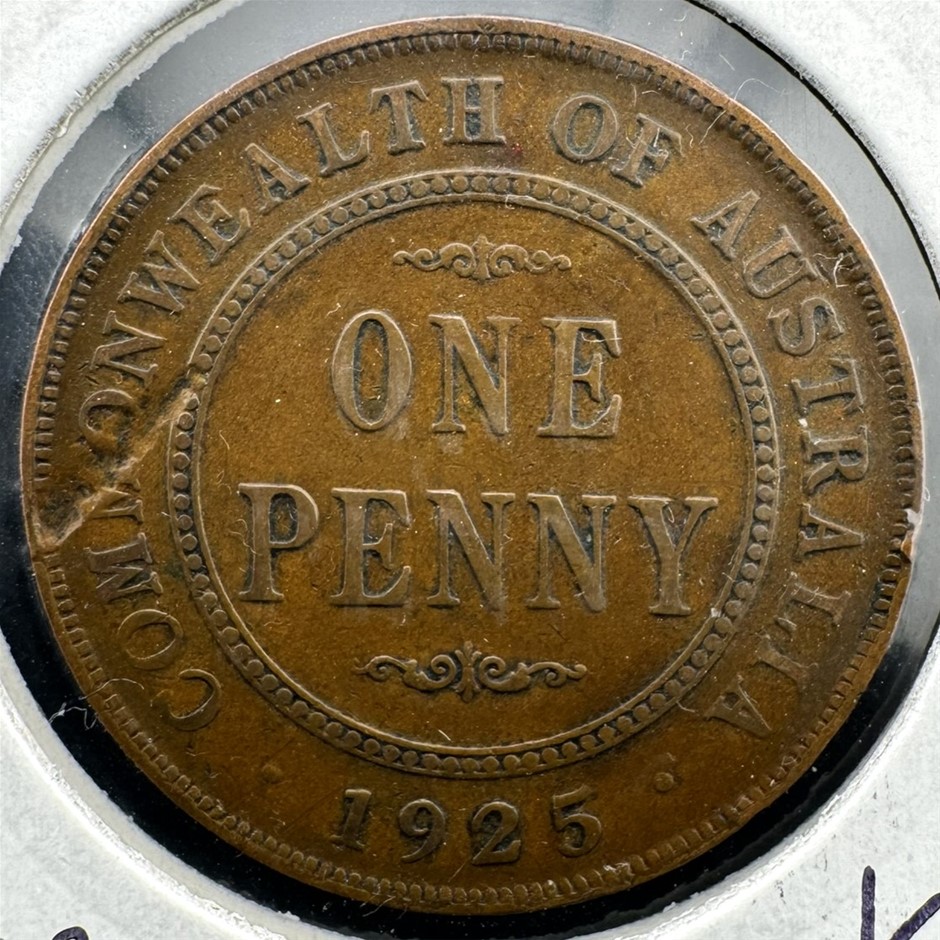 COMMONWEALTH OF AUSTRALIA
ONE
PENNY
1925